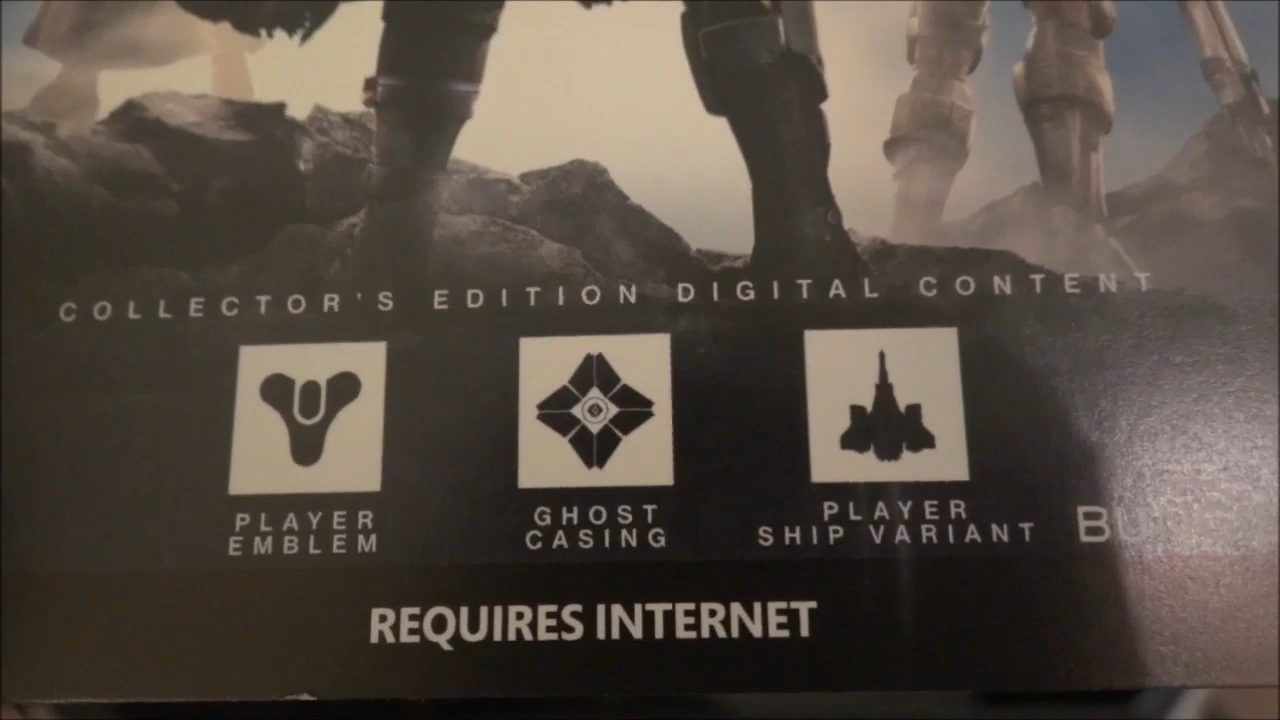 COLLECTOR'S EDITION DIGITAL CONTENT
PLAYER
EMBLEM
GHOST
CASING
PLAYER
SHIP VARIANT
REQUIRES INTERNET